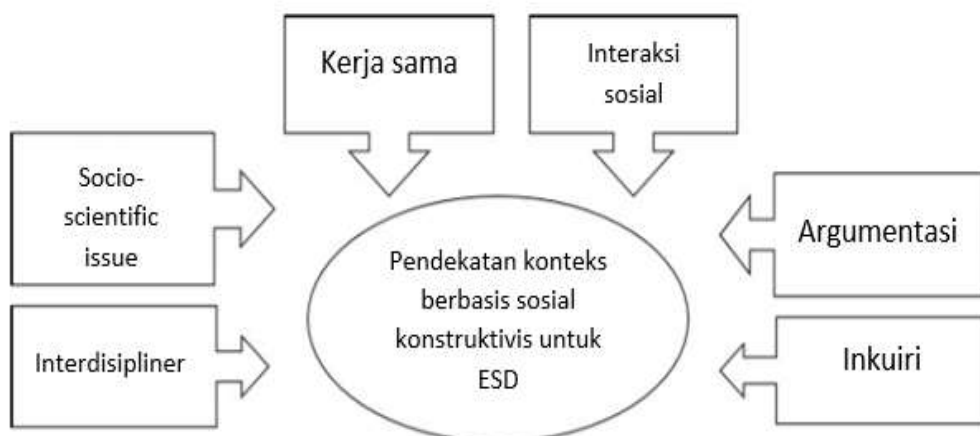 Kerja sama
Interaksi
sosial
Socio-
scientific
issue
Argumentasi
Pendekatan konteks
berbasis sosial
konstruktivis untuk
ESD
Interdisipliner
Inkuiri